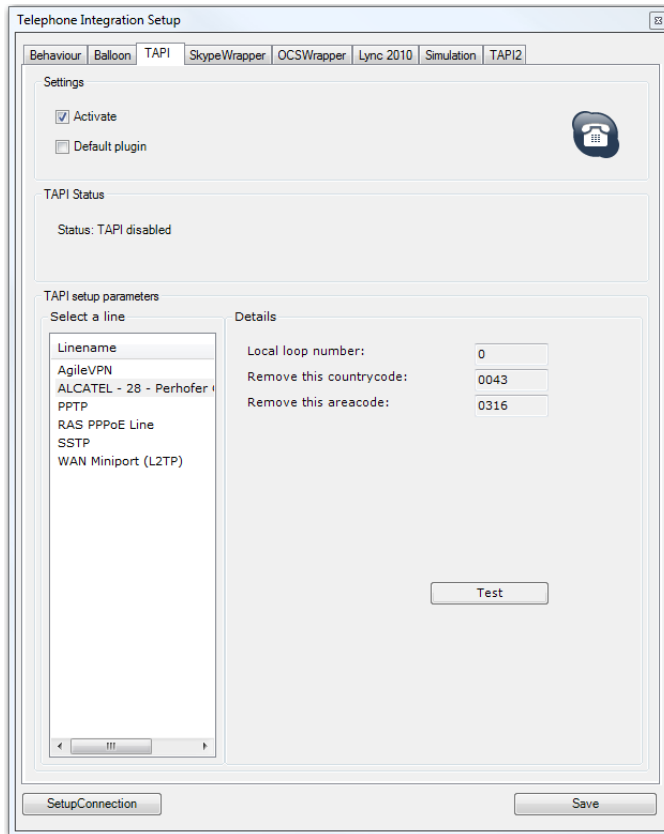 Telephone Integration Setup
Behaviour Balloon TAPI SkypeWrapper OCSWrapper Lync 2010 Simulation TAPI2
Settings
Activate
Default plugin
TAPI Status
Status: TAPI disabled
TAPI setup parameters
Select a line
Details
Linename
AgileVPN
ALCATEL - 28 - Perhofer
PPTP
RAS PPPoE Line
SSTP
WAN Miniport (L2TP)
Local loop number: 0
Remove this countrycode: 0043
Remove this areacode: 0316
Test
SetupConnection
Save